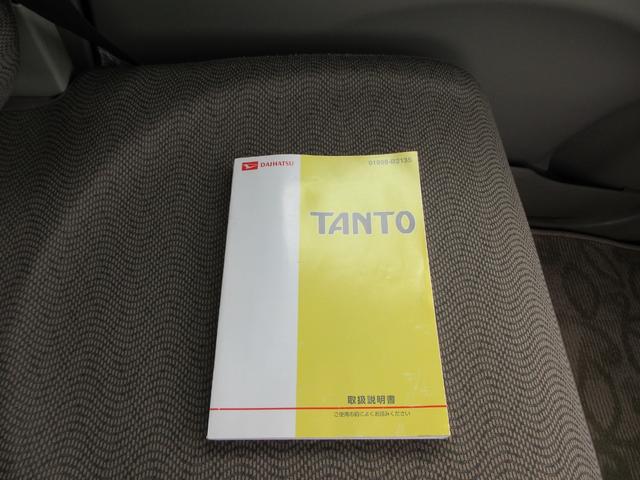 DAIHATSU
01999-B2135
TANTO
取扱説明書
ご使用の前によくお読みください